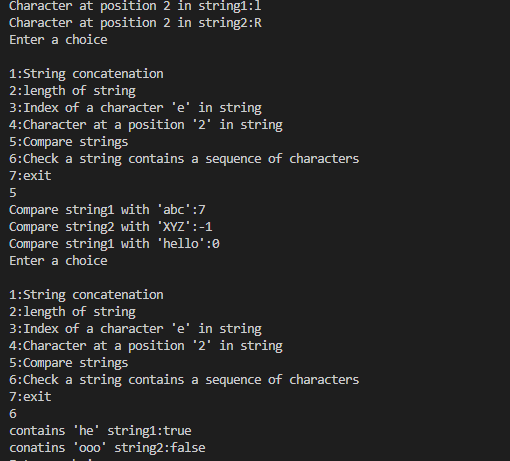 Character at position 2 in string1:l
Character at position 2 in string2:R
Enter a choice
1:String concatenation
2:length of string
3:Index of a character 'e' in string
4:Character at a position '2' in string
5:Compare strings
6:Check a string contains a sequence of characters
7:exit
5
Compare string1 with 'abc':7
Compare string2 with 'XYZ':-1
Compare string1 with 'hello':0
Enter a choice
1:String concatenation
2:length of string
3:Index of a character 'e' in string
4:Character at a position '2' in string
5:Compare strings
6:Check a string contains a sequence of characters
7:exit
6
contains 'he' string1:true
conatins 'ooo' string2:false